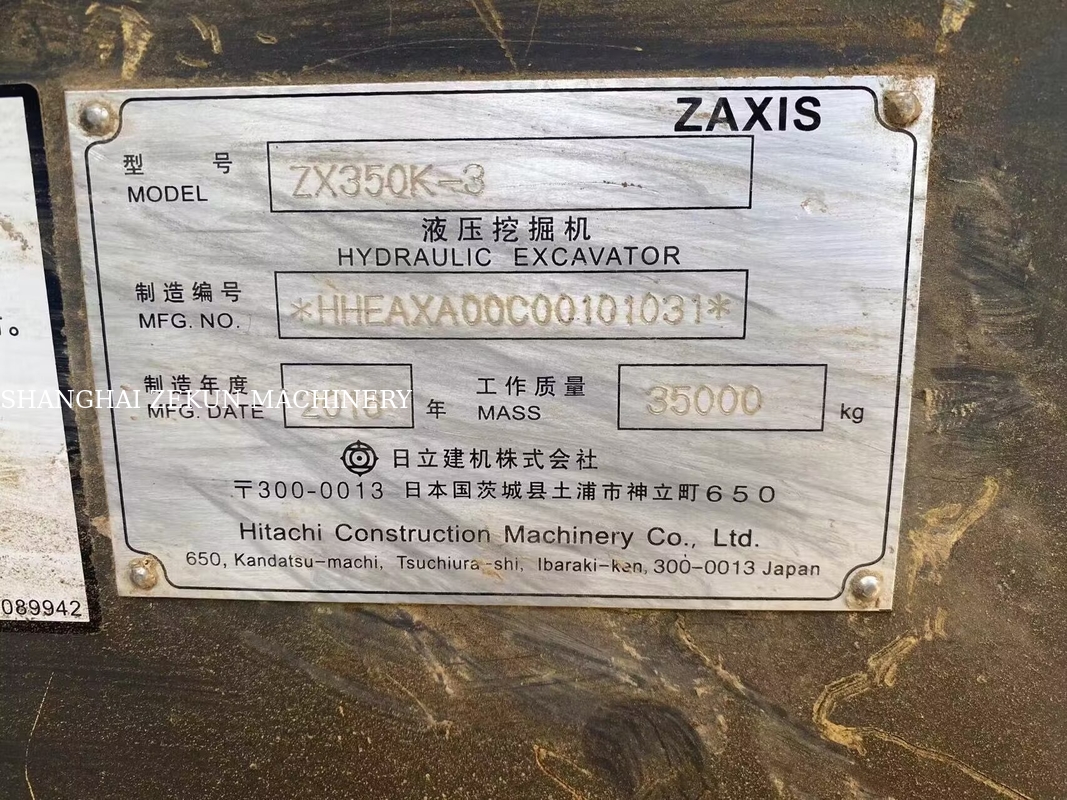 ZAXIS
型 号 ZX350K-3
MODEL
液压挖掘机
HYDRAULIC EXCAVATOR
制造编号 *HHEAXA00C00101031*
MFG. NO.
制造年度 年 工作质量 35000 kg
MFG. DATE MASS
SHANGHAI ZEKUN MACHINERY
日立建机株式会社
〒300-0013 日本国茨城县土浦市神立町650
Hitachi Construction Machinery Co., Ltd.
650, Kandatsu-machi, Tsuchiura-shi, Ibaraki-ken, 300-0013 Japan
089942